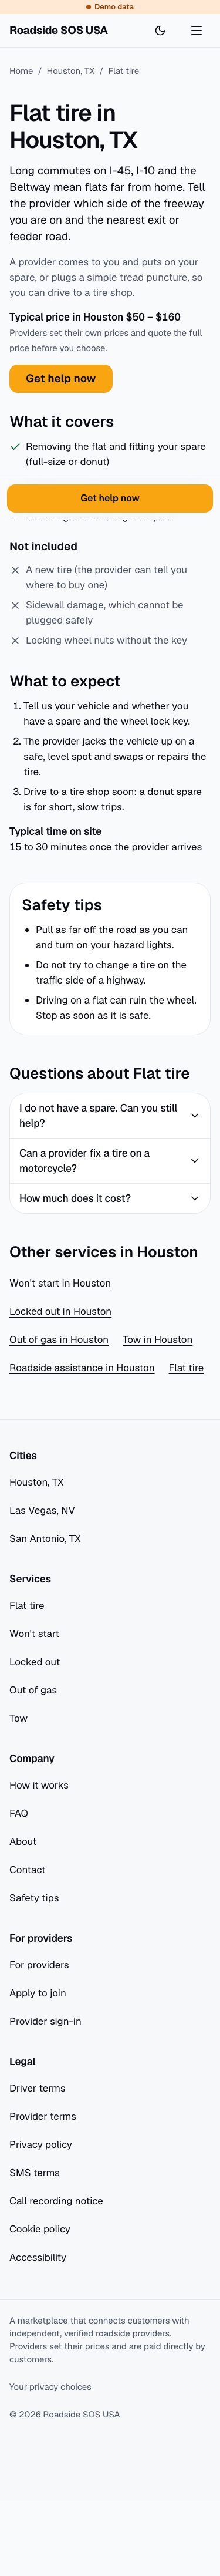 Demo data
Roadside SOS USA
Home / Houston, TX / Flat tire
Flat tire in
Houston, TX
Long commutes on I-45, I-10 and the
Beltway mean flats far from home. Tell
the provider which side of the freeway
you are on and the nearest exit or
feeder road.
A provider comes to you and puts on your
spare, or plugs a simple tread puncture, so
you can drive to a tire shop.
Typical price in Houston $50 – $160
Providers set their own prices and quote the full
price before you choose.
Get help now
What it covers
Removing the flat and fitting your spare
(full-size or donut)
Get help now
Not included
A new tire (the provider can tell you
where to buy one)
Sidewall damage, which cannot be
plugged safely
Locking wheel nuts without the key
What to expect
1. Tell us your vehicle and whether you
have a spare and the wheel lock key.
2. The provider jacks the vehicle up on a
safe, level spot and swaps or repairs the
tire.
3. Drive to a tire shop soon: a donut spare
is for short, slow trips.
Typical time on site
15 to 30 minutes once the provider arrives
Safety tips
• Pull as far off the road as you can
and turn on your hazard lights.
• Do not try to change a tire on the
traffic side of a highway.
• Driving on a flat can ruin the wheel.
Stop as soon as it is safe.
Questions about Flat tire
I do not have a spare. Can you still
help?
Can a provider fix a tire on a
motorcycle?
How much does it cost?
Other services in Houston
Won't start in Houston
Locked out in Houston
Out of gas in Houston Tow in Houston
Roadside assistance in Houston Flat tire
Cities
Houston, TX
Las Vegas, NV
San Antonio, TX
Services
Flat tire
Won't start
Locked out
Out of gas
Tow
Company
How it works
FAQ
About
Contact
Safety tips
For providers
For providers
Apply to join
Provider sign-in
Legal
Driver terms
Provider terms
Privacy policy
SMS terms
Call recording notice
Cookie policy
Accessibility
A marketplace that connects customers with
independent, verified roadside providers.
Providers set their prices and are paid directly by
customers.
Your privacy choices
© 2026 Roadside SOS USA